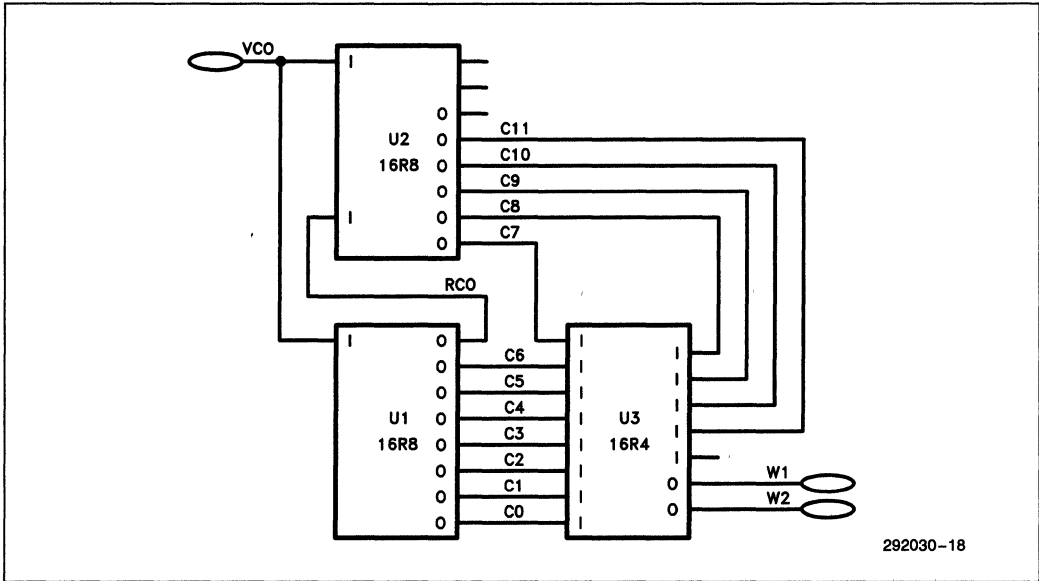 VCO
I
O
U2
16R8
O
O
O
I
O
O
C11
C10
C9
C8
C7
RCO
I
O
O
O
O
O
O
O
O
U1
16R8
C6
C5
C4
C3
C2
C1
C0
I
I
I
I
I
I
I
I
U3
16R4
I
I
I
I
I
O
O
W1
W2
292030-18